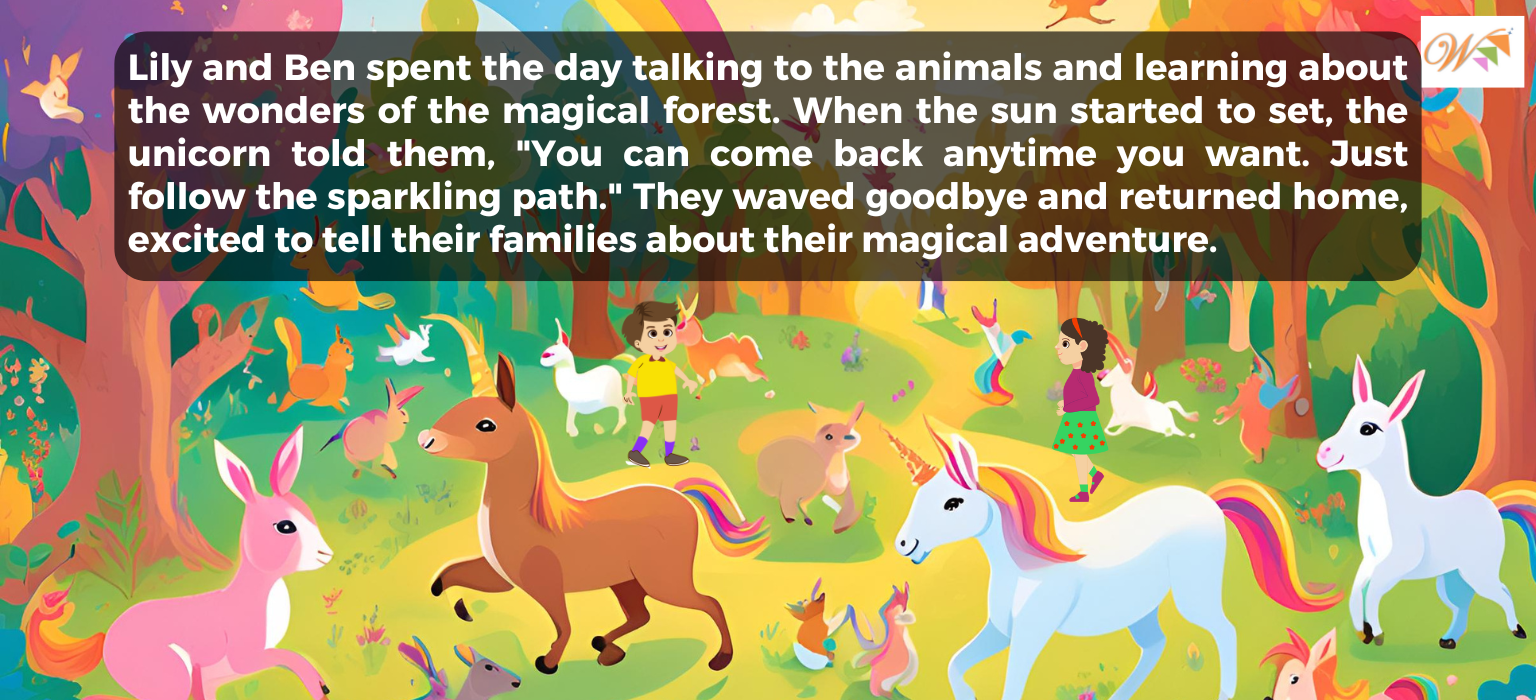 Lily and Ben spent the day talking to the animals and learning about
the wonders of the magical forest. When the sun started to set, the
unicorn told them, "You can come back anytime you want. Just
follow the sparkling path." They waved goodbye and returned home,
excited to tell their families about their magical adventure.
W